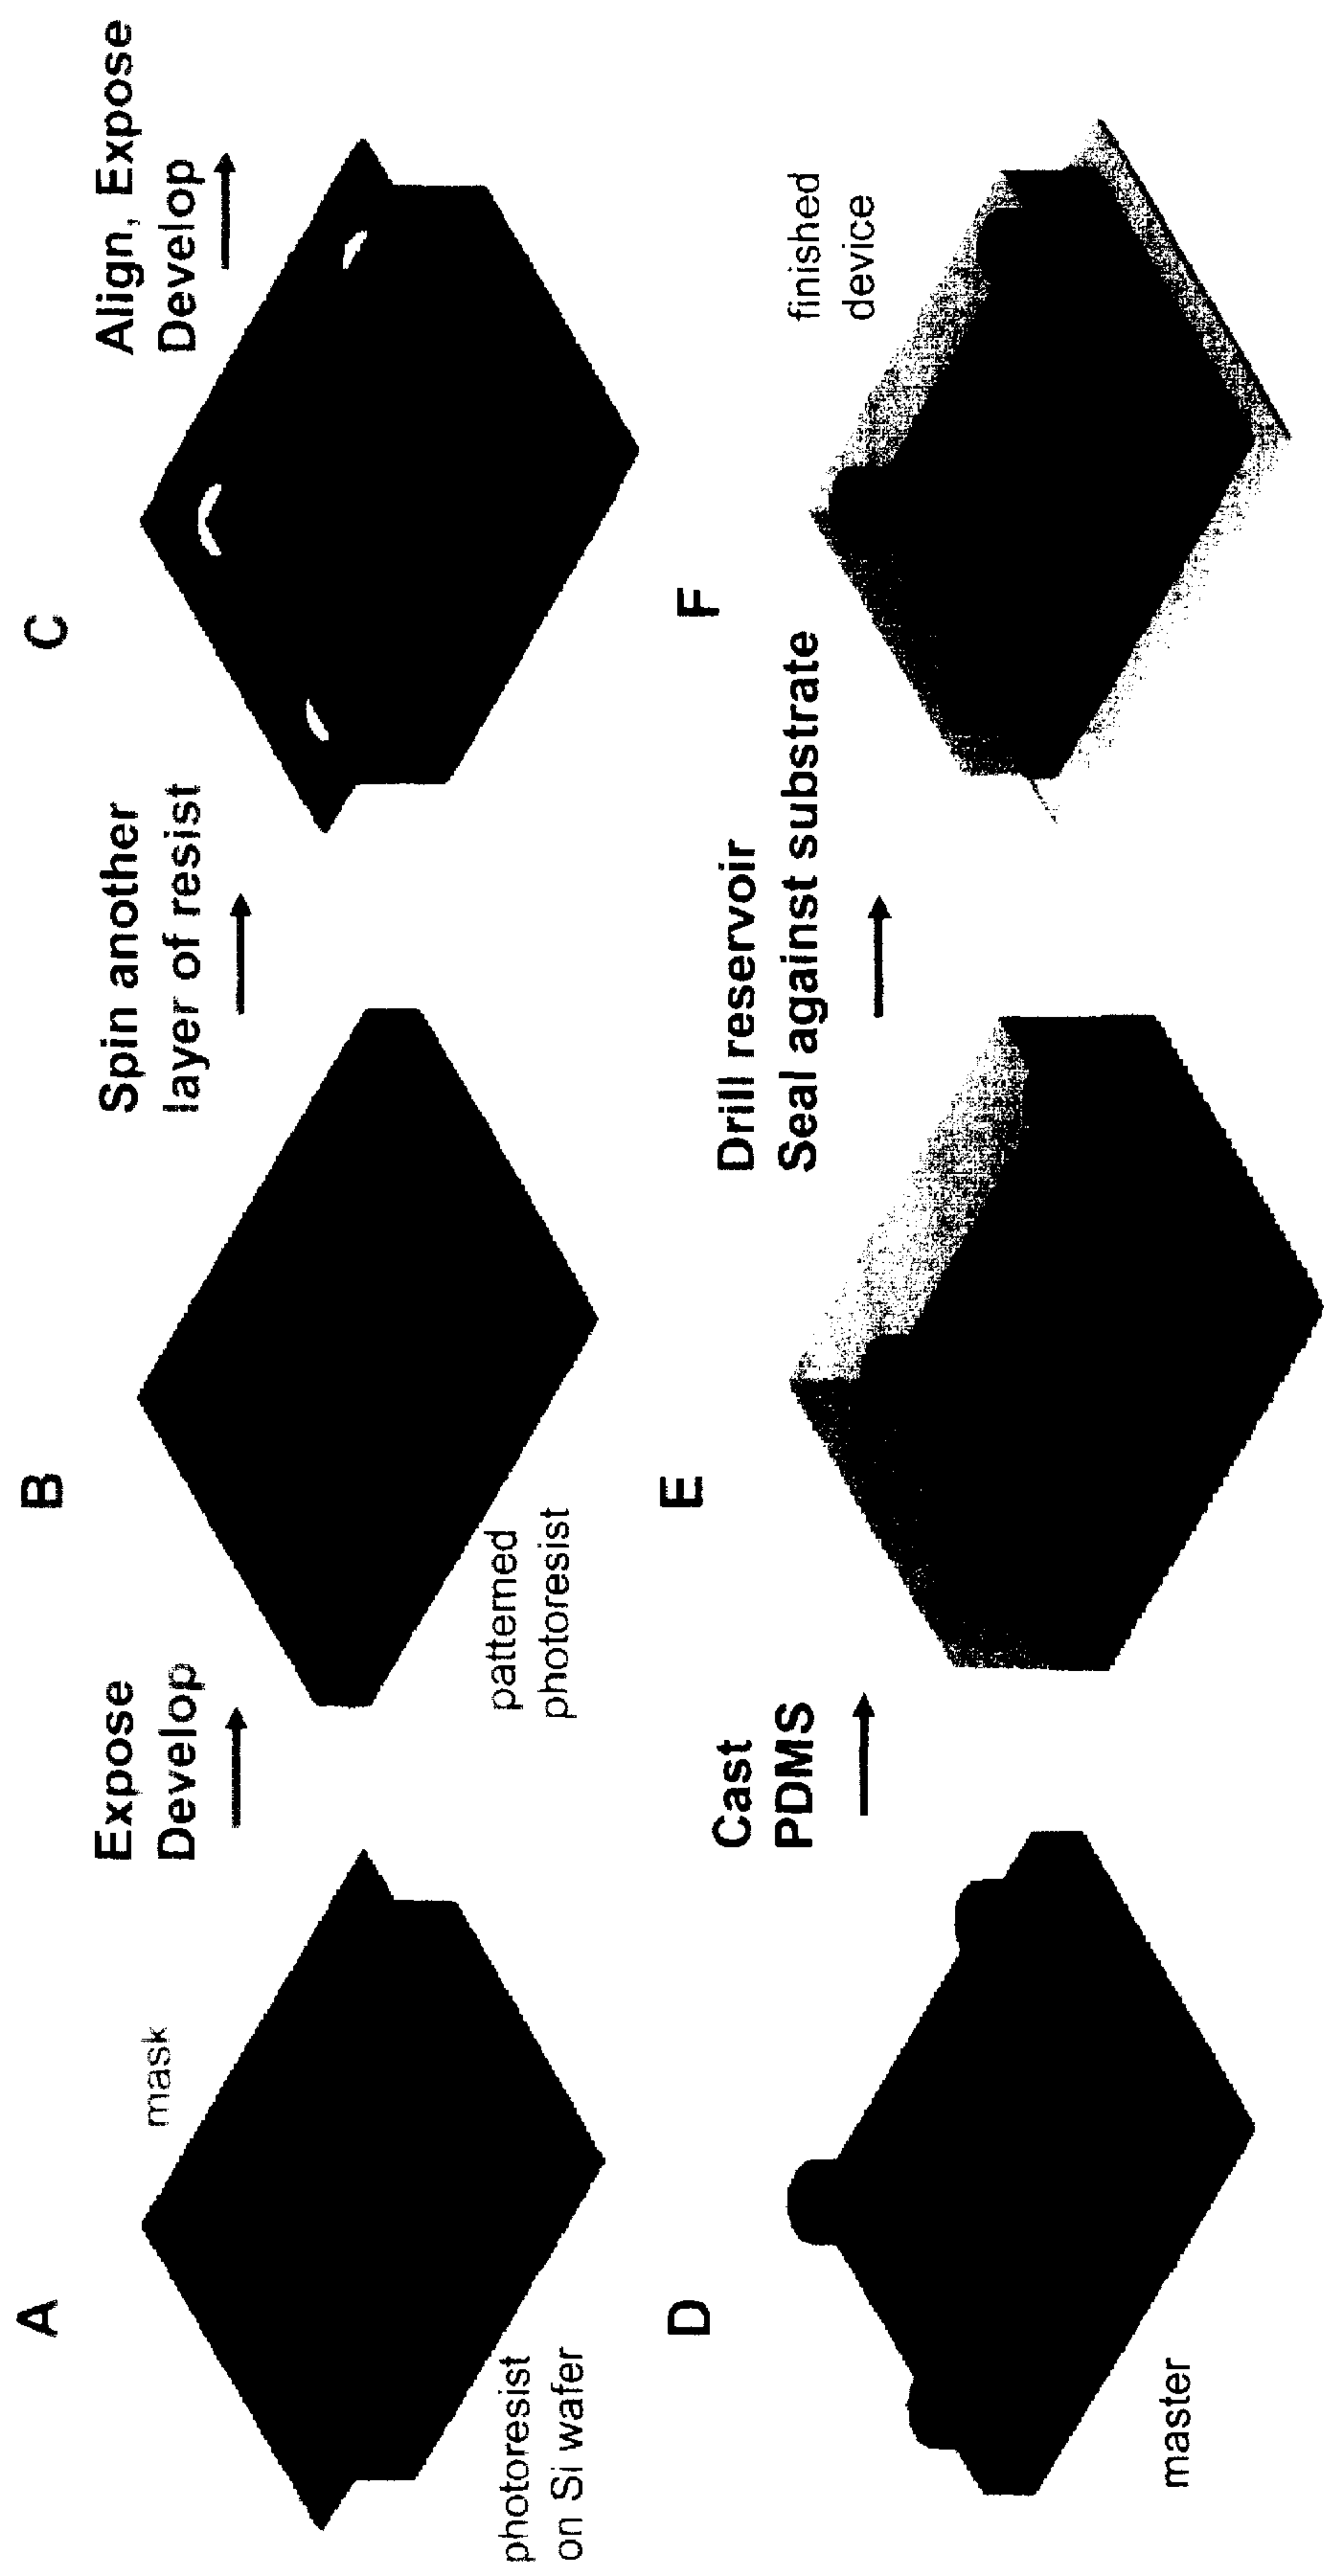 A
mask
photoresist
on Si wafer
Expose
Develop
B
patterned
photoresist
Spin another
layer of resist
C
Align, Expose
Develop
D
master
Cast
PDMS
E
Drill reservoir
Seal against substrate
F
finished
device